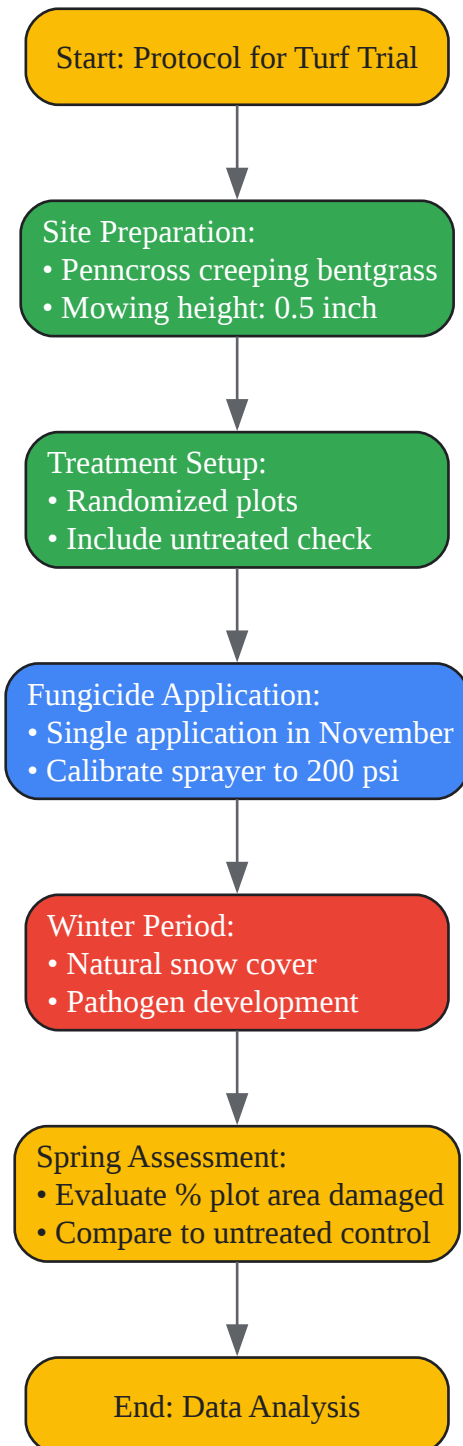 Start: Protocol for Turf Trial
Site Preparation:
• Penncross creeping bentgrass
• Mowing height: 0.5 inch
Treatment Setup:
• Randomized plots
• Include untreated check
Fungicide Application:
• Single application in November
• Calibrate sprayer to 200 psi
Winter Period:
• Natural snow cover
• Pathogen development
Spring Assessment:
• Evaluate % plot area damaged
• Compare to untreated control
End: Data Analysis